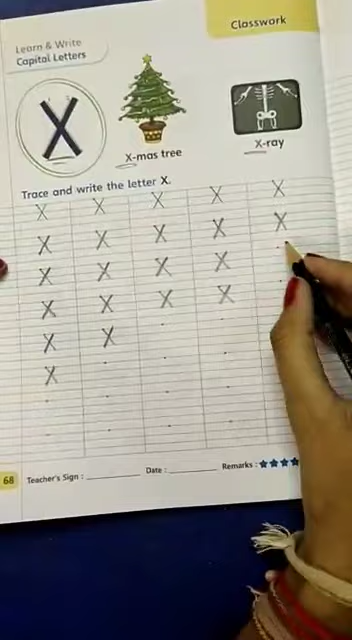 Classwork
Learn & Write
Capital Letters
X
X-mas tree
X-ray
Trace and write the letter X.
X X X X X
X X X X X
X X X X
X X X X
X X
X
68 Teacher's Sign : Date : Remarks :